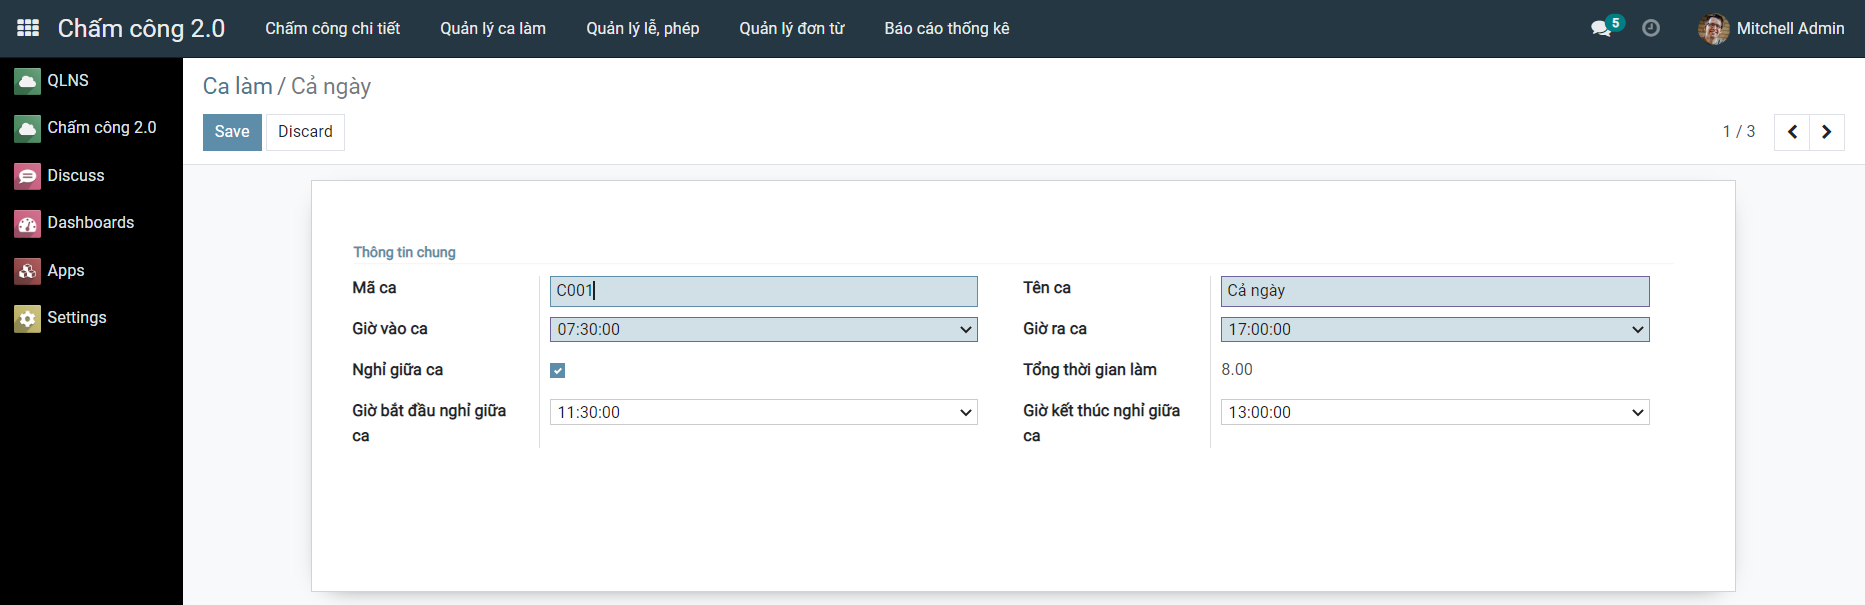 Chấm công 2.0 Chấm công chi tiết Quản lý ca làm Quản lý lễ, phép Quản lý đơn từ Báo cáo thống kê 5 Mitchell Admin
QLNS
Chấm công 2.0
Discuss
Dashboards
Apps
Settings
Ca làm / Cả ngày
Save Discard 1 / 3
Thông tin chung
Mã ca C001 Tên ca Cả ngày
Giờ vào ca 07:30:00 Giờ ra ca 17:00:00
Nghỉ giữa ca Tổng thời gian làm 8.00
Giờ bắt đầu nghỉ giữa ca 11:30:00 Giờ kết thúc nghỉ giữa ca 13:00:00